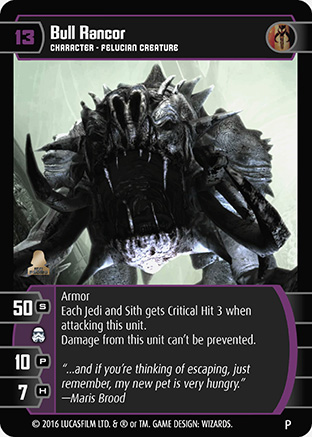 13 Bull Rancor
CHARACTER - FELUCIAN CREATURE
50 S
Armor
Each Jedi and Sith gets Critical Hit 3 when
attacking this unit.
Damage from this unit can't be prevented.
10 P
7 H
"...and if you're thinking of escaping, just
remember, my new pet is very hungry."
—Maris Brood
© 2016 LUCASFILM LTD. & ® or TM. GAME DESIGN: WIZARDS. P